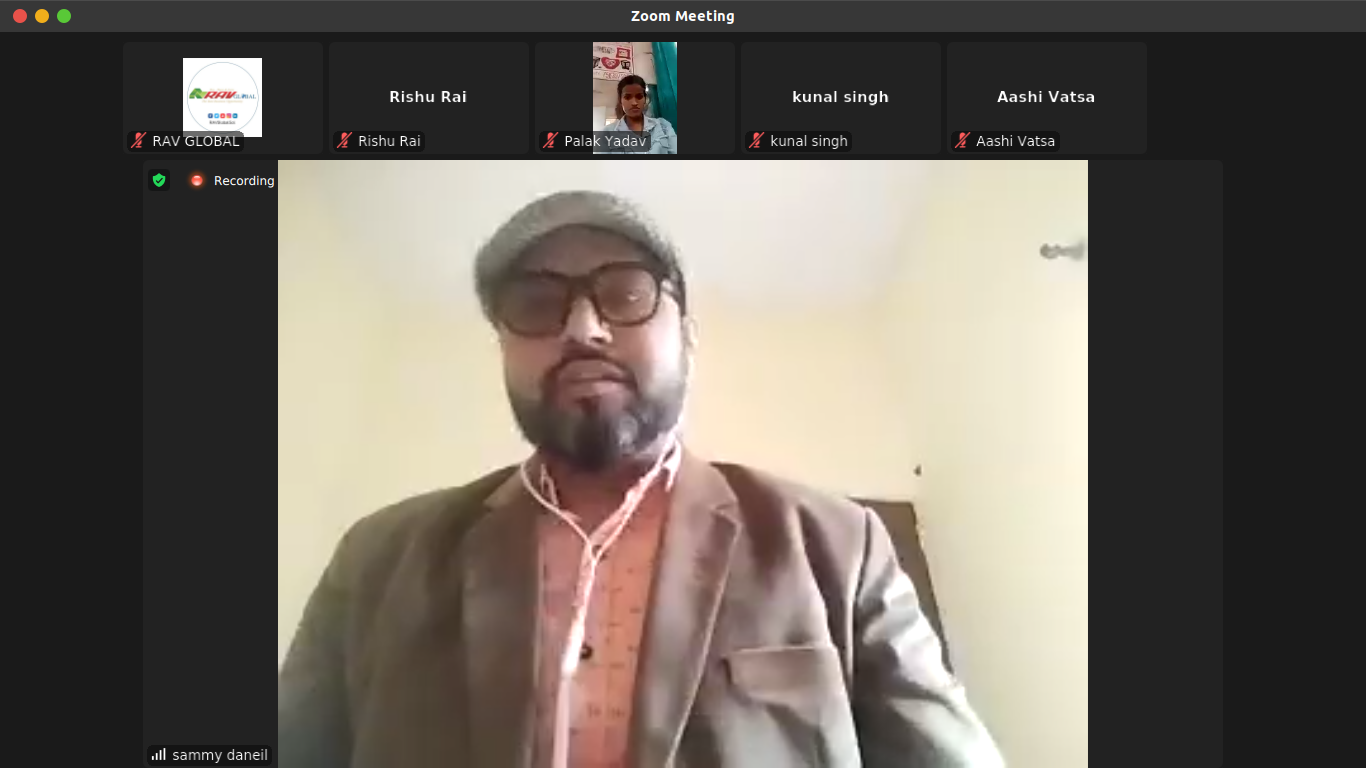 Zoom Meeting
RAV GLOBAL
RAV GLOBAL
Rishu Rai
Rishu Rai
Palak Yadav
kunal singh
kunal singh
Aashi Vatsa
Aashi Vatsa
Recording
sammy daneil